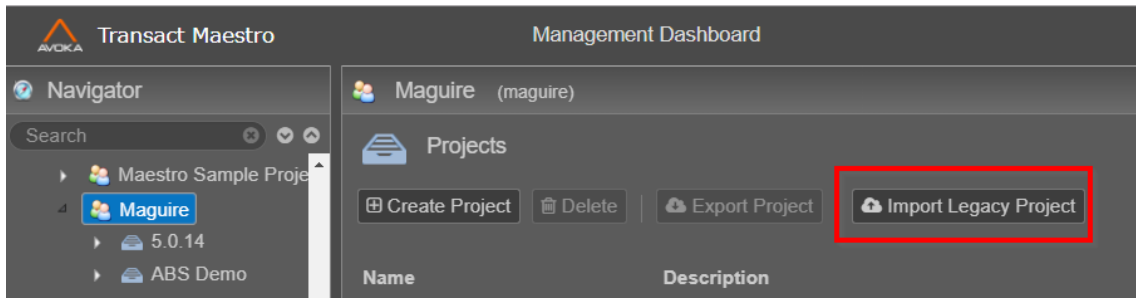 AVOKA Transact Maestro Management Dashboard
Navigator
Maguire (maguire)
Search
Projects
Maestro Sample Proje
Maguire
Create Project Delete Export Project Import Legacy Project
5.0.14
ABS Demo
Name Description